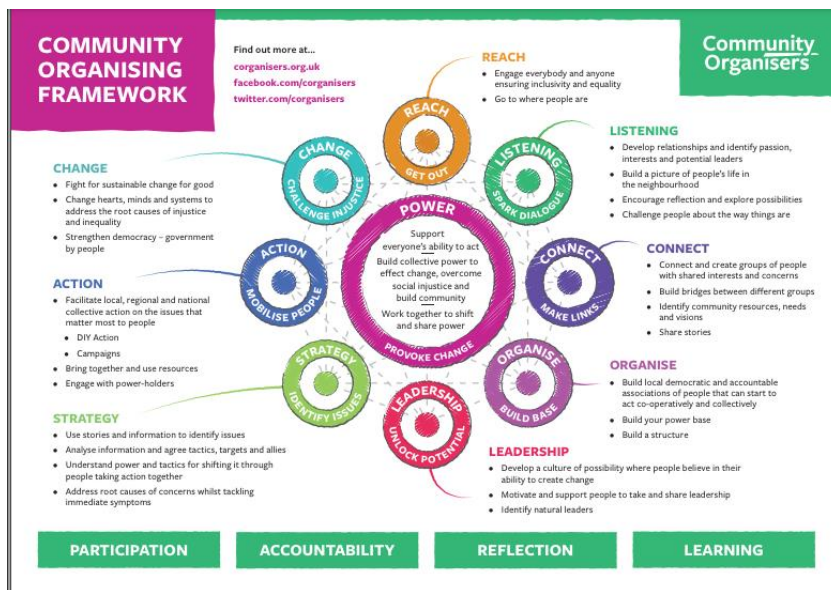 COMMUNITY
ORGANISING
FRAMEWORK
Find out more at...
corganisers.org.uk
facebook.com/corganisers
twitter.com/corganisers
Community
Organisers
REACH
• Engage everybody and anyone
ensuring inclusivity and equality
• Go to where people are
LISTENING
• Develop relationships and identify passion,
interests and potential leaders
• Build a picture of people's life in
the neighbourhood
• Encourage reflection and explore possibilities
• Challenge people about the way things are
CONNECT
• Connect and create groups of people
with shared interests and concerns
• Build bridges between different groups
• Identify community resources, needs
and visions
• Share stories
ORGANISE
• Build local democratic and accountable
associations of people that can start to
act co-operatively and collectively
• Build your power base
• Build a structure
LEADERSHIP
• Develop a culture of possibility where people believe in their
ability to create change
• Motivate and support people to take and share leadership
• Identify natural leaders
STRATEGY
• Use stories and information to identify issues
• Analyse information and agree tactics, targets and allies
• Understand power and tactics for shifting it through
people taking action together
• Address root causes of concerns whilst tackling
immediate symptoms
ACTION
• Facilitate local, regional and national
collective action on the issues that
matter most to people
• DIY Action
• Campaigns
• Bring together and use resources
• Engage with power-holders
CHANGE
• Fight for sustainable change for good
• Change hearts, minds and systems to
address the root causes of injustice
and inequality
• Strengthen democracy – government
by people
REACH
GET OUT
LISTENING
SPARK DIALOGUE
CONNECT
MAKE LINKS
ORGANISE
BUILD BASE
LEADERSHIP
UNLOCK POTENTIAL
STRATEGY
IDENTIFY ISSUES
ACTION
MOBILISE PEOPLE
CHANGE
CHALLENGE INJUSTICE
POWER
Support
everyone's ability to act
Build collective power to
effect change, overcome
social injustice and
build community
Work together to shift
and share power
PROVOKE CHANGE
PARTICIPATION
ACCOUNTABILITY
REFLECTION
LEARNING